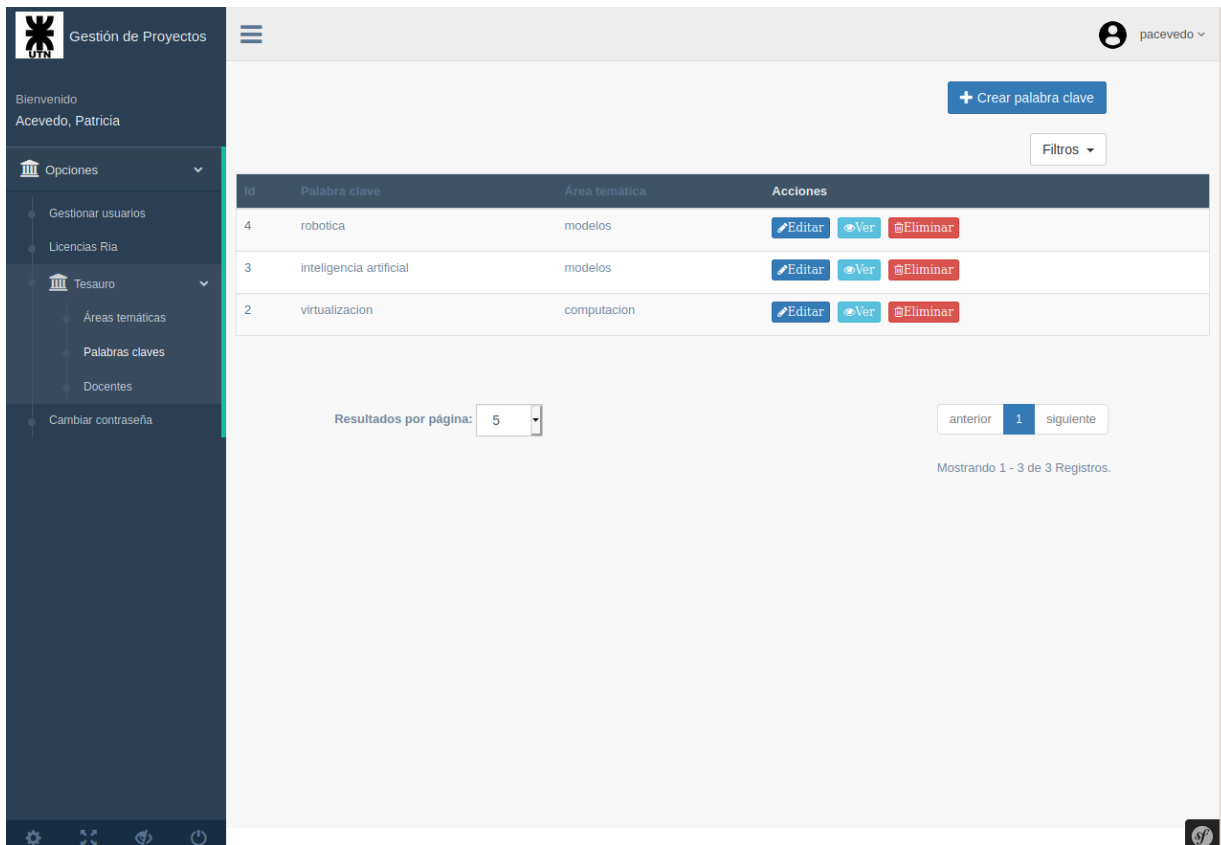 UTN
Gestión de Proyectos
pacevedo
Bienvenido
Acevedo, Patricia
Crear palabra clave
Filtros
Opciones
Gestionar usuarios
Licencias Ria
Tesauro
Áreas temáticas
Palabras claves
Docentes
Cambiar contraseña
Id Palabra clave Área temática Acciones
4 robotica modelos Editar Ver Eliminar
3 inteligencia artificial modelos Editar Ver Eliminar
2 virtualizacion computacion Editar Ver Eliminar
Resultados por página: 5
anterior 1 siguiente
Mostrando 1 - 3 de 3 Registros.
sf